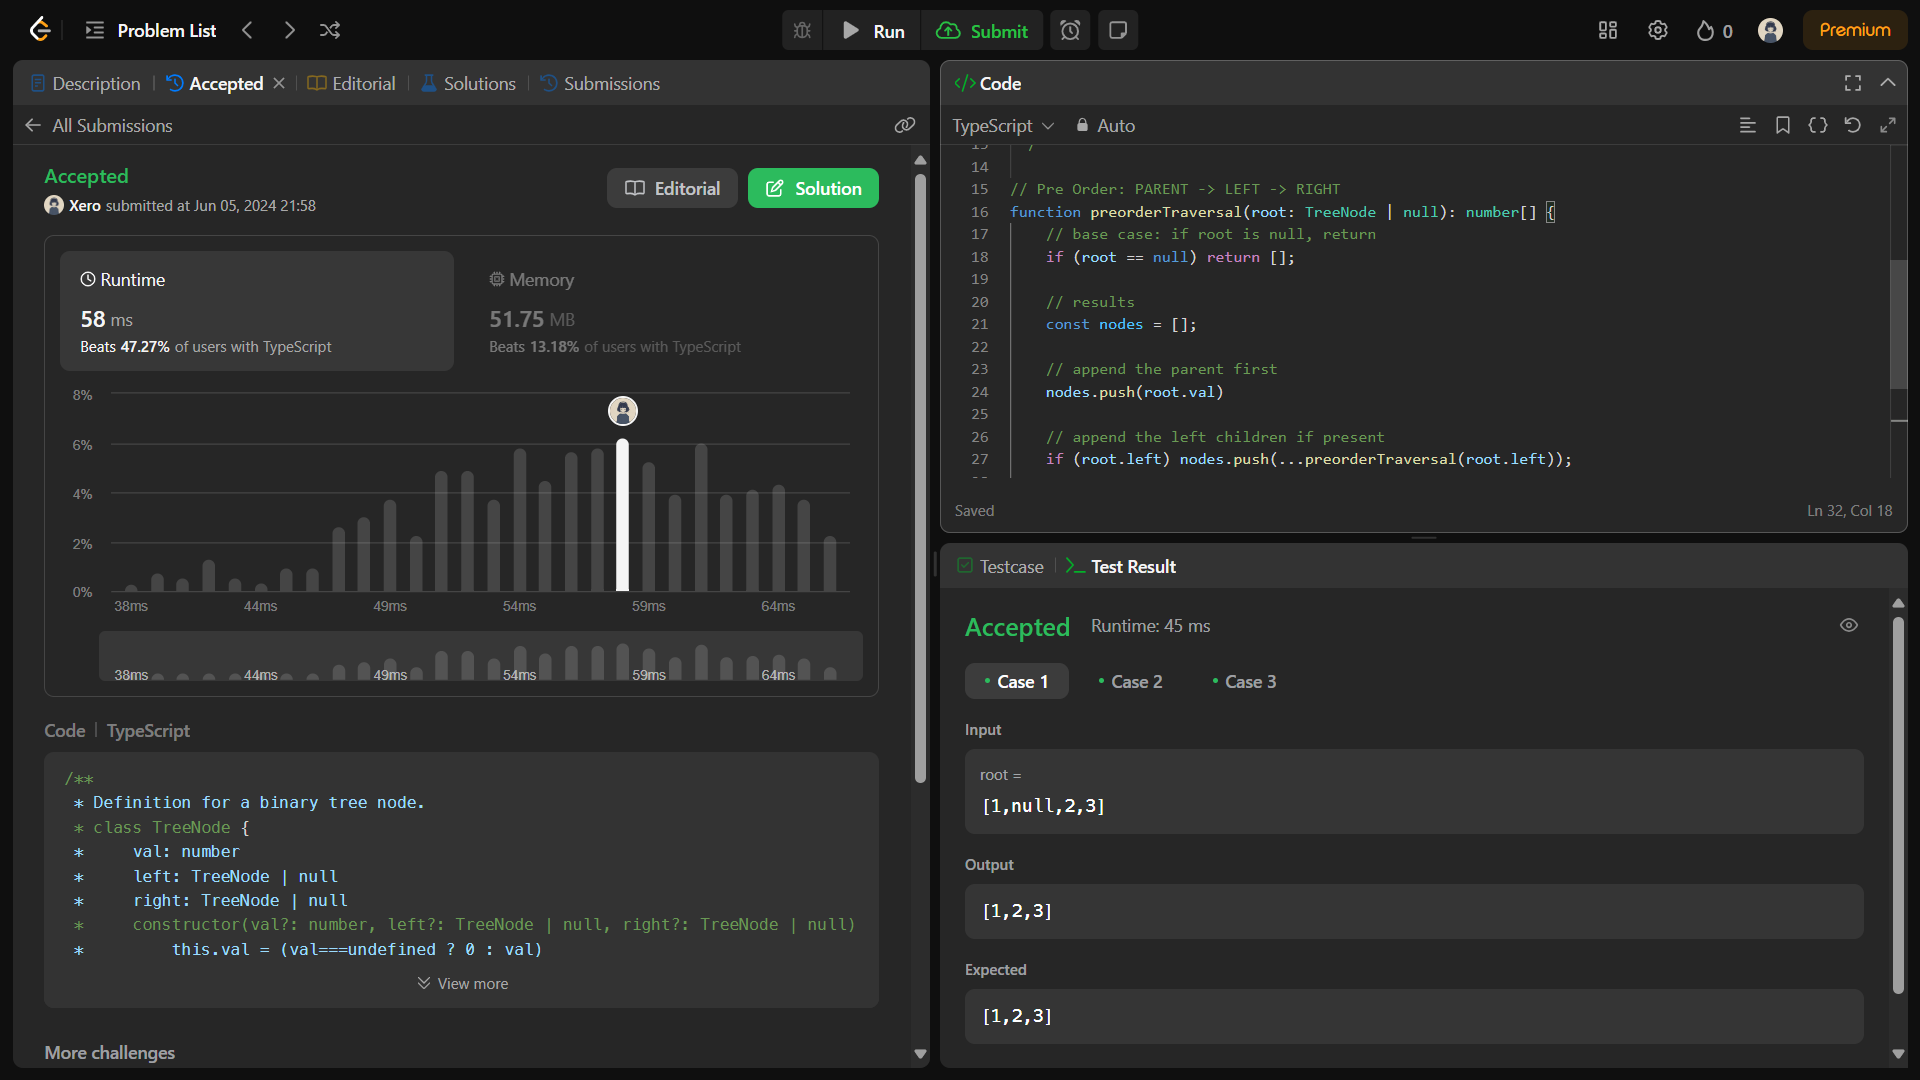 Problem List
Run
Submit
0
Premium
Description
Accepted
Editorial
Solutions
Submissions
All Submissions
Accepted
Xero submitted at Jun 05, 2024 21:58
Editorial
Solution
Runtime
58 ms
Beats 47.27% of users with TypeScript
Memory
51.75 MB
Beats 13.18% of users with TypeScript
8%
6%
4%
2%
0%
38ms 44ms 49ms 54ms 59ms 64ms
38ms 44ms 49ms 54ms 59ms 64ms
Code | TypeScript
/**
 * Definition for a binary tree node.
 * class TreeNode {
 *     val: number
 *     left: TreeNode | null
 *     right: TreeNode | null
 *     constructor(val?: number, left?: TreeNode | null, right?: TreeNode | null)
 *         this.val = (val===undefined ? 0 : val)
View more
More challenges
</> Code
TypeScript
Auto
14
15 // Pre Order: PARENT -> LEFT -> RIGHT
16 function preorderTraversal(root: TreeNode | null): number[] {
17     // base case: if root is null, return
18     if (root == null) return [];
19
20     // results
21     const nodes = [];
22
23     // append the parent first
24     nodes.push(root.val)
25
26     // append the left children if present
27     if (root.left) nodes.push(...preorderTraversal(root.left));
Saved
Ln 32, Col 18
Testcase
Test Result
Accepted
Runtime: 45 ms
Case 1
Case 2
Case 3
Input
root =
[1,null,2,3]
Output
[1,2,3]
Expected
[1,2,3]